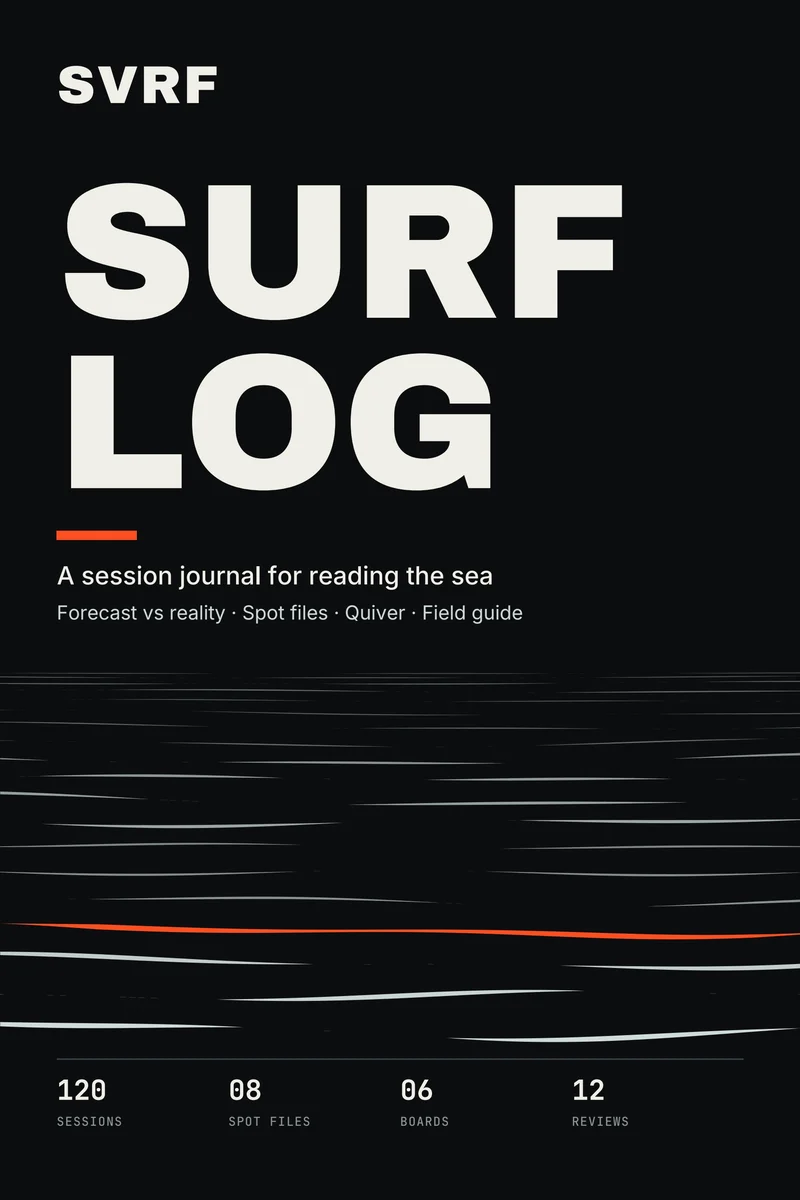 SVRF
SURF
LOG
A session journal for reading the sea
Forecast vs reality · Spot files · Quiver · Field guide
120 08 06 12
SESSIONS SPOT FILES BOARDS REVIEWS